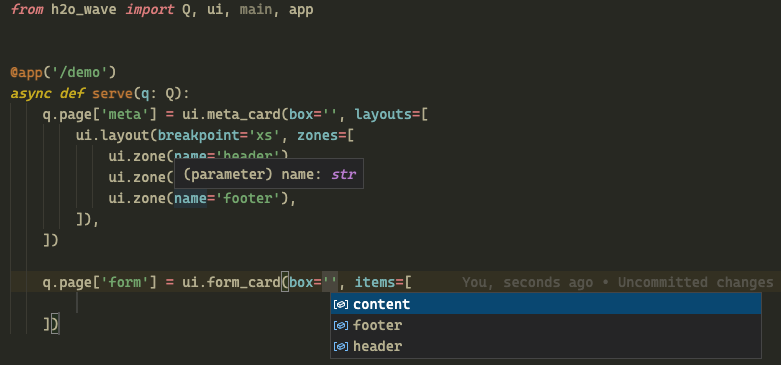 from h2o_wave import Q, ui, main, app
@app('/demo')
async def serve(q: Q):
q.page['meta'] = ui.meta_card(box='', layouts=[
ui.layout(breakpoint='xs', zones=[
ui.zone(name='header')
(parameter) name: str
ui.zone(
ui.zone(name='footer'),
]),
])
q.page['form'] = ui.form_card(box='', items=[
You, seconds ago • Uncommitted changes
content
footer
header
])